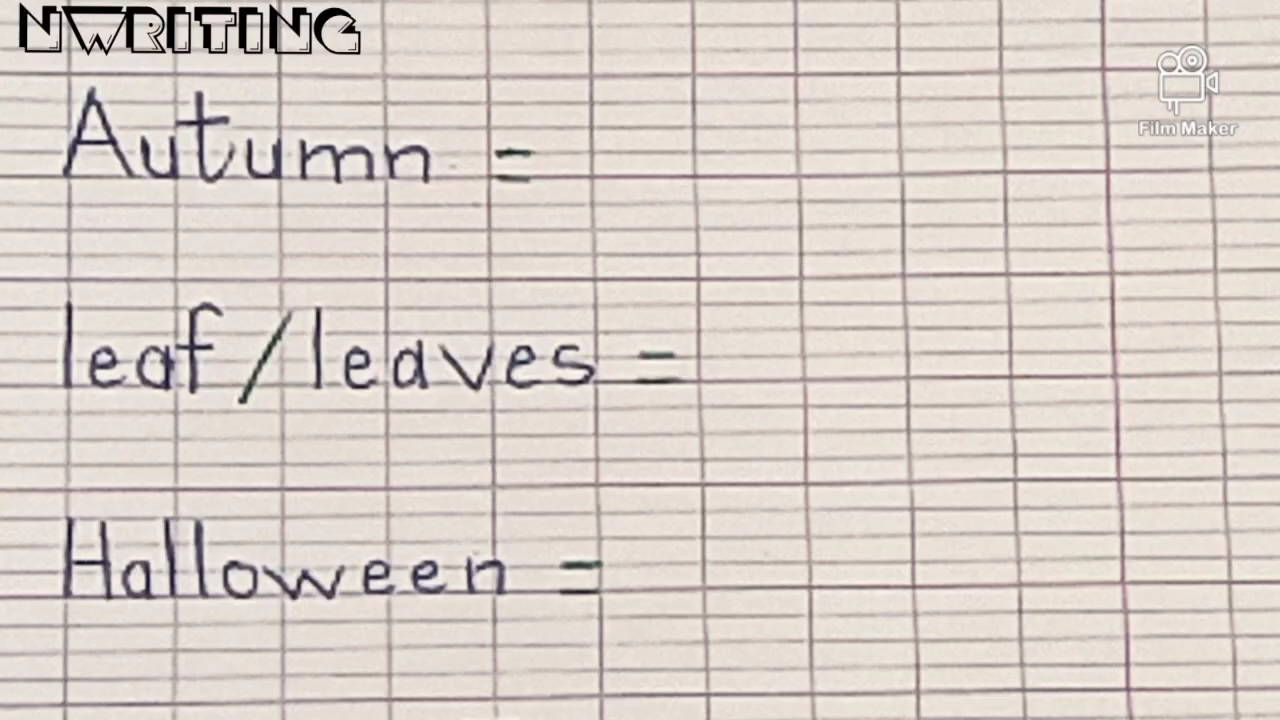 NWRITING
Film Maker
Autumn =
leaf/leaves =
Halloween =